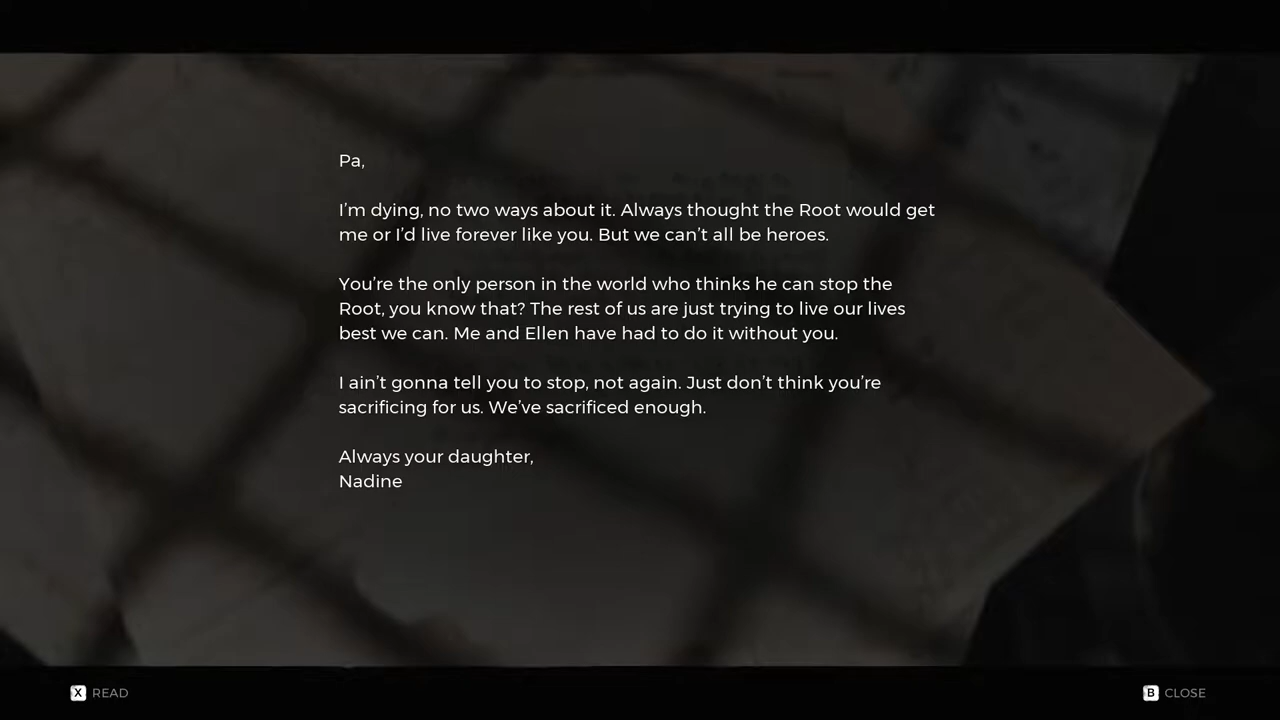 Pa,
I'm dying, no two ways about it. Always thought the Root would get
me or I'd live forever like you. But we can't all be heroes.
You're the only person in the world who thinks he can stop the
Root, you know that? The rest of us are just trying to live our lives
best we can. Me and Ellen have had to do it without you.
I ain't gonna tell you to stop, not again. Just don't think you're
sacrificing for us. We've sacrificed enough.
Always your daughter,
Nadine
X READ
B CLOSE